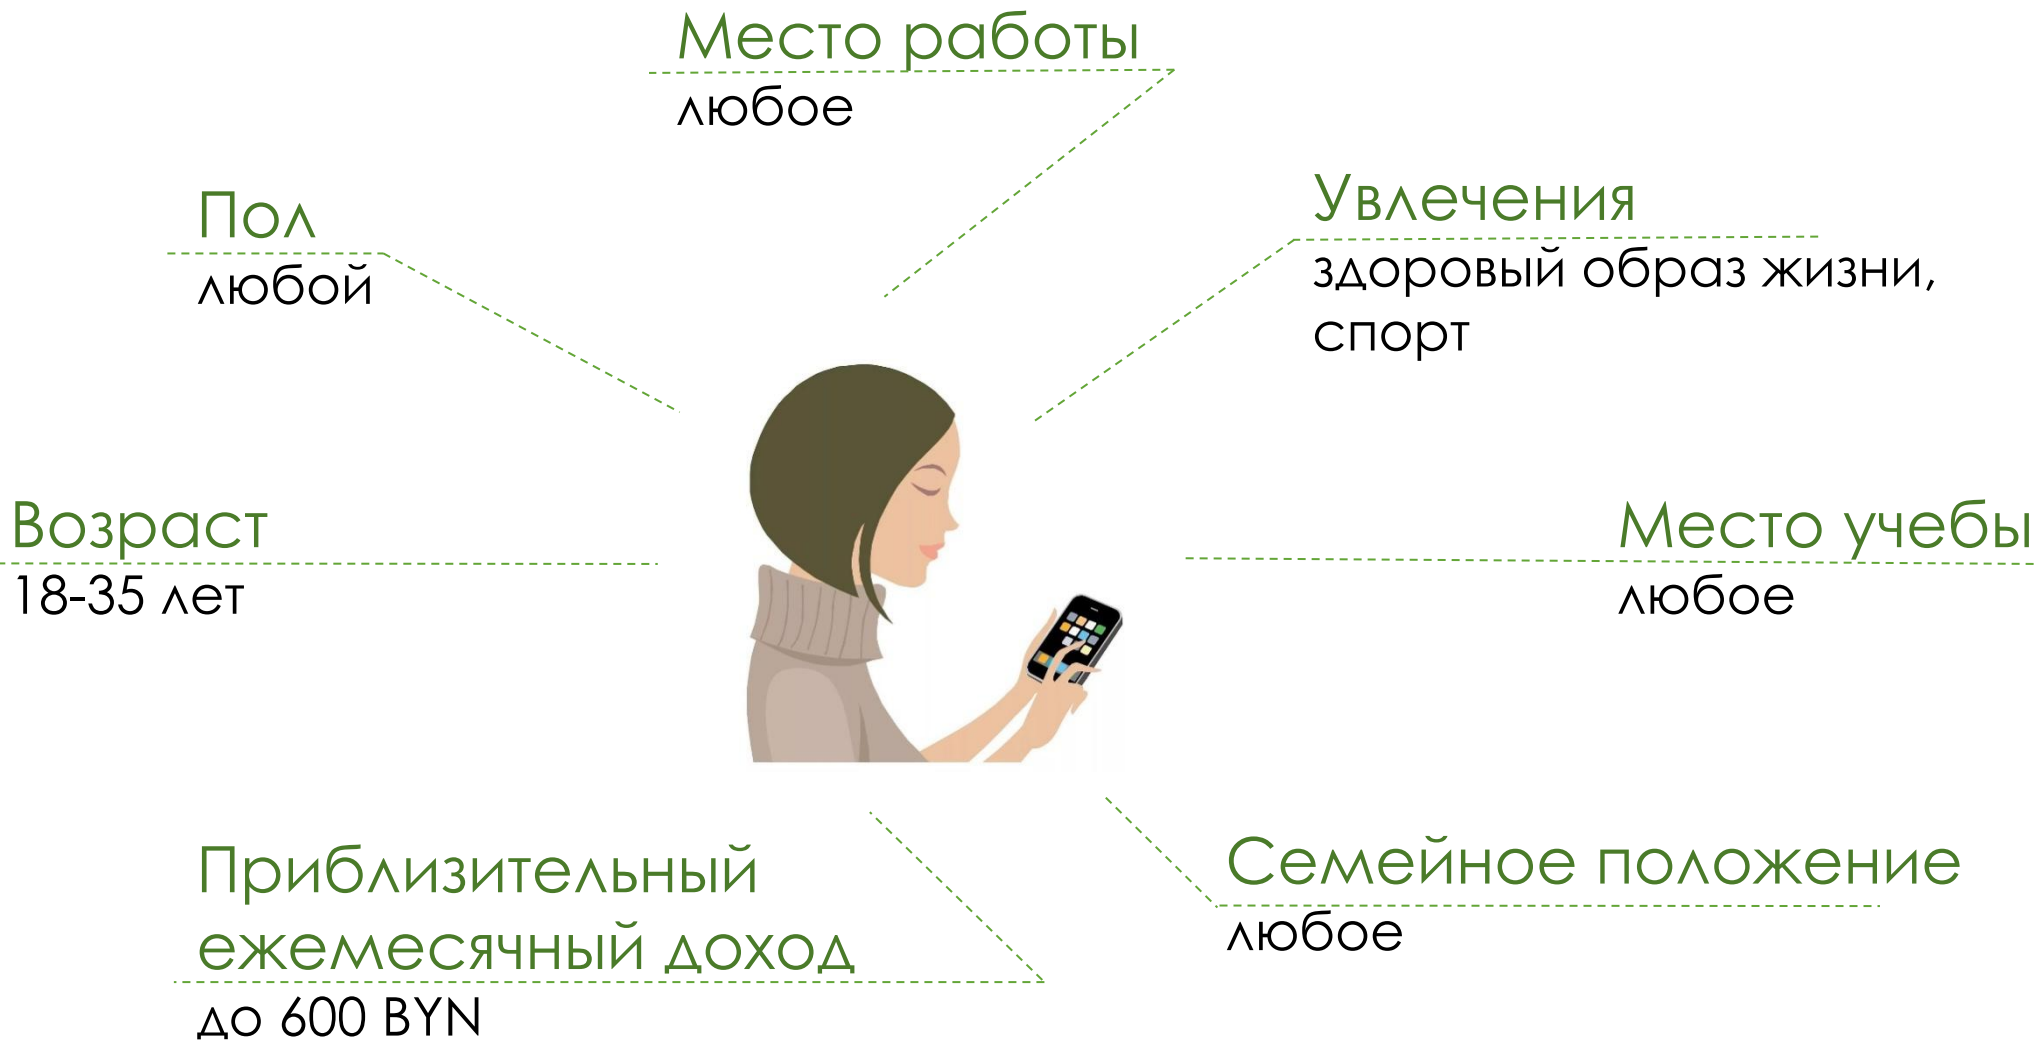 Место работы
любое
Пол
любой
Увлечения
здоровый образ жизни,
спорт
Возраст
18-35 лет
Место учебы
любое
Приблизительный
ежемесячный доход
до 600 BYN
Семейное положение
любое